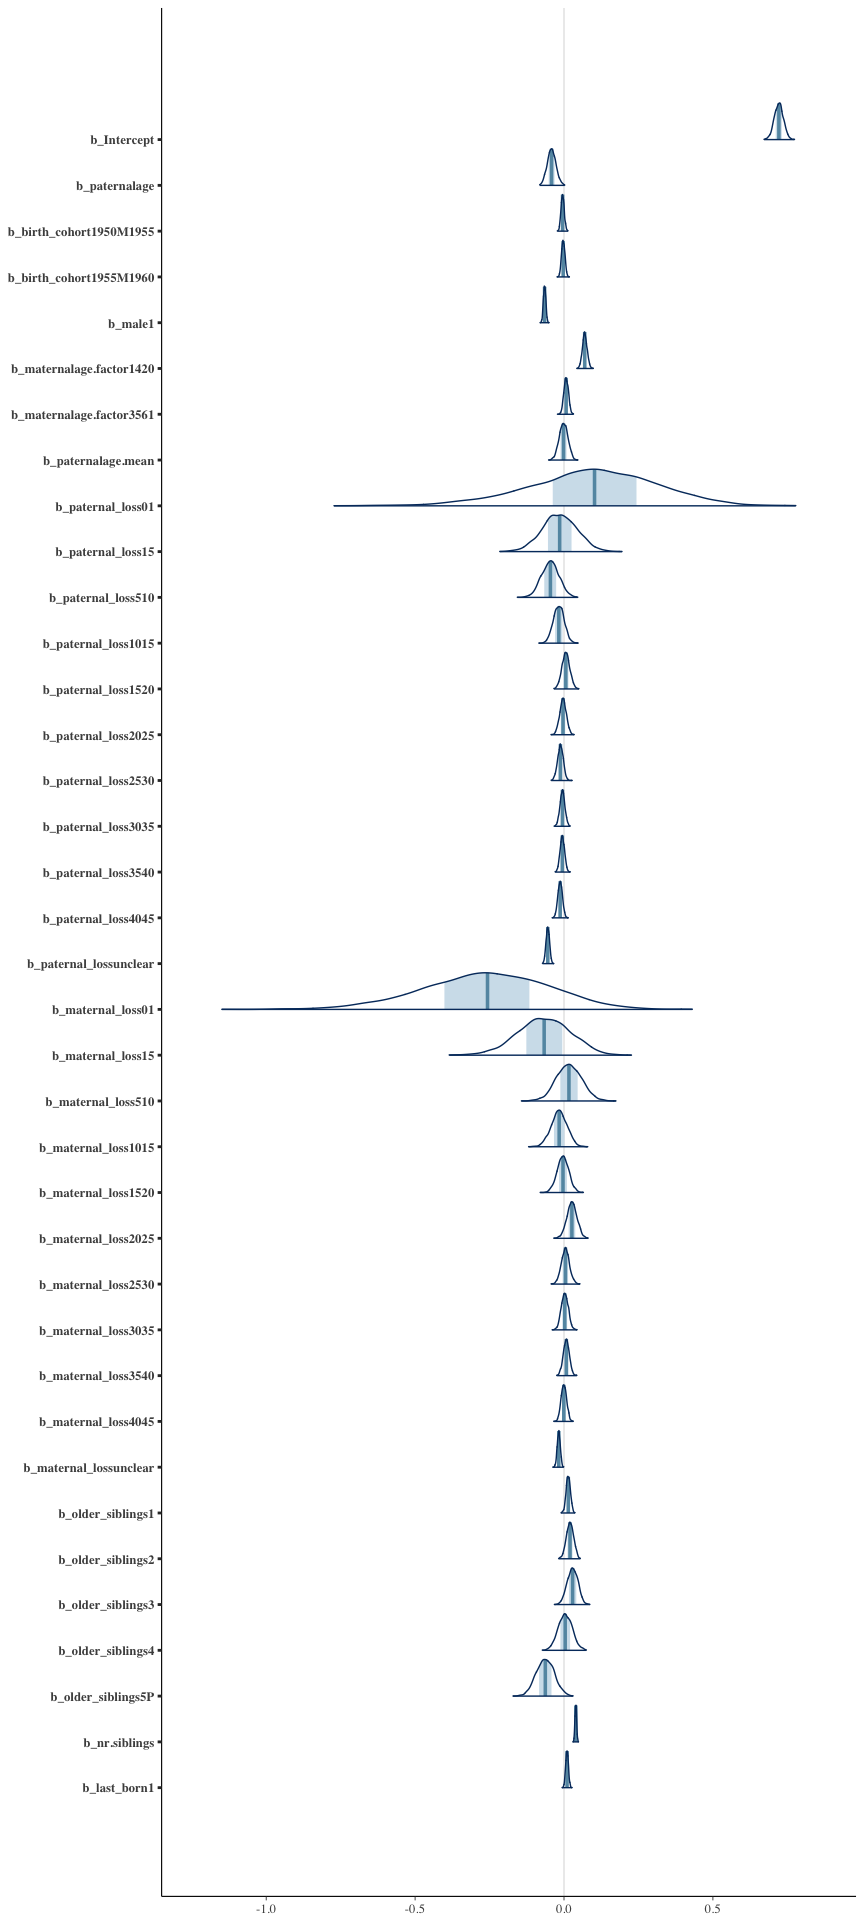 b_Intercept
b_paternalage
b_birth_cohort1950M1955
b_birth_cohort1955M1960
b_male1
b_maternalage.factor1420
b_maternalage.factor3561
b_paternalage.mean
b_paternal_loss01
b_paternal_loss15
b_paternal_loss510
b_paternal_loss1015
b_paternal_loss1520
b_paternal_loss2025
b_paternal_loss2530
b_paternal_loss3035
b_paternal_loss3540
b_paternal_loss4045
b_paternal_lossunclear
b_maternal_loss01
b_maternal_loss15
b_maternal_loss510
b_maternal_loss1015
b_maternal_loss1520
b_maternal_loss2025
b_maternal_loss2530
b_maternal_loss3035
b_maternal_loss3540
b_maternal_loss4045
b_maternal_lossunclear
b_older_siblings1
b_older_siblings2
b_older_siblings3
b_older_siblings4
b_older_siblings5P
b_nr.siblings
b_last_born1
-1.0 -0.5 0.0 0.5